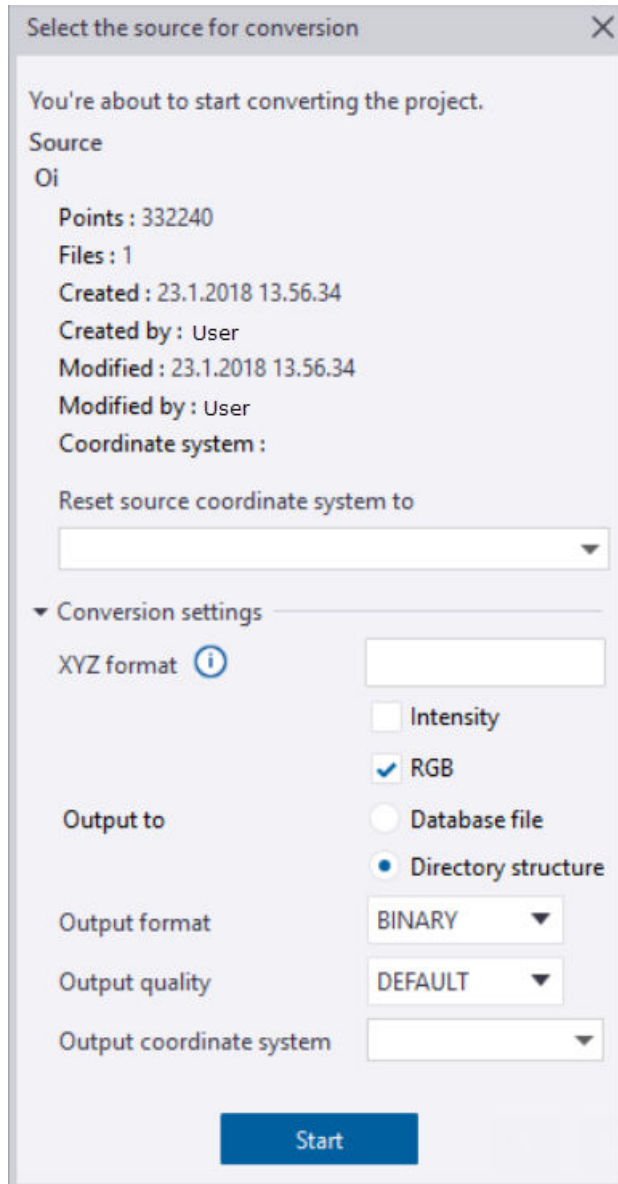 Select the source for conversion
You're about to start converting the project.
Source
Oi
Points : 332240
Files : 1
Created : 23.1.2018 13.56.34
Created by : User
Modified : 23.1.2018 13.56.34
Modified by : User
Coordinate system :
Reset source coordinate system to
Conversion settings
XYZ format
Intensity
RGB
Output to
Database file
Directory structure
Output format BINARY
Output quality DEFAULT
Output coordinate system
Start